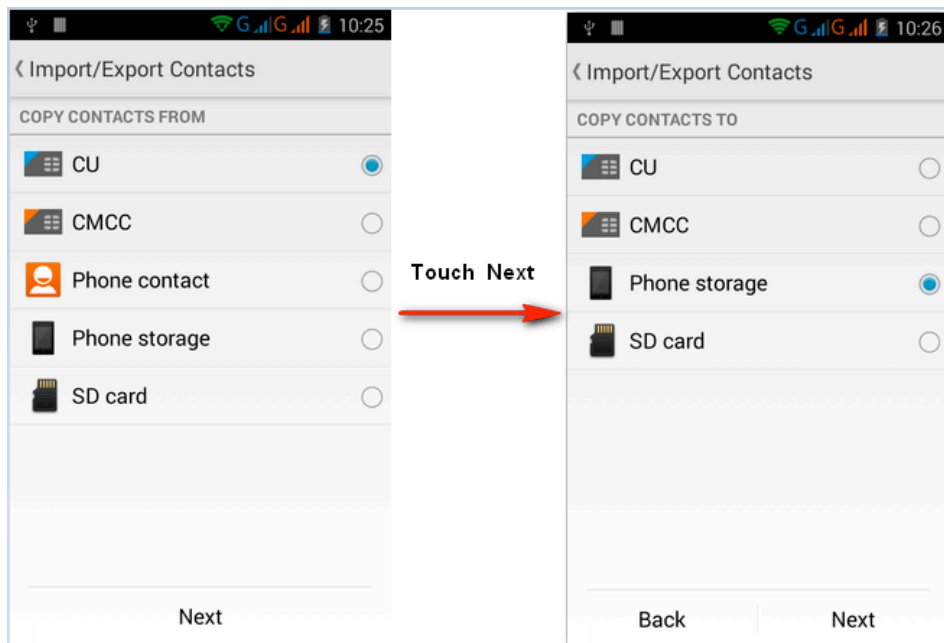 G G 10:25
Import/Export Contacts
COPY CONTACTS FROM
CU
CMCC
Phone contact
Phone storage
SD card
Next
Touch Next
G G 10:26
Import/Export Contacts
COPY CONTACTS TO
CU
CMCC
Phone storage
SD card
Back Next